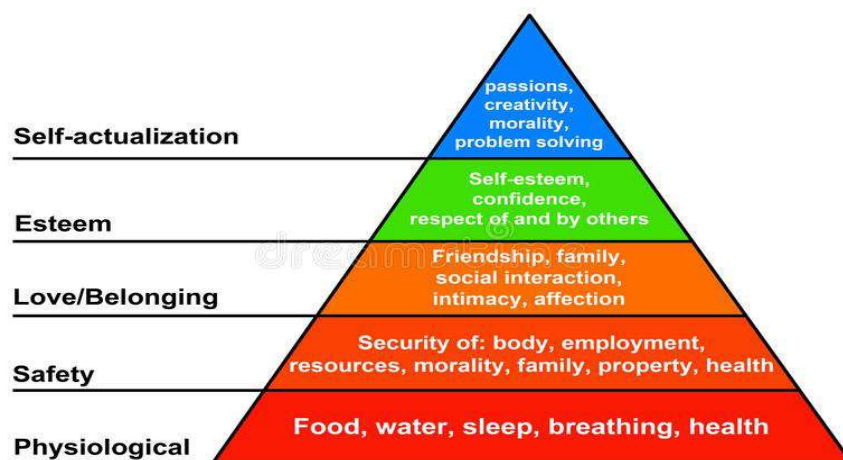 passions,
creativity,
morality,
problem solving
Self-actualization
Self-esteem,
confidence,
respect of and by others
Esteem
dreamstime
Friendship, family,
social interaction,
intimacy, affection
Love/Belonging
Security of: body, employment,
resources, morality, family, property, health
Safety
Food, water, sleep, breathing, health
Physiological